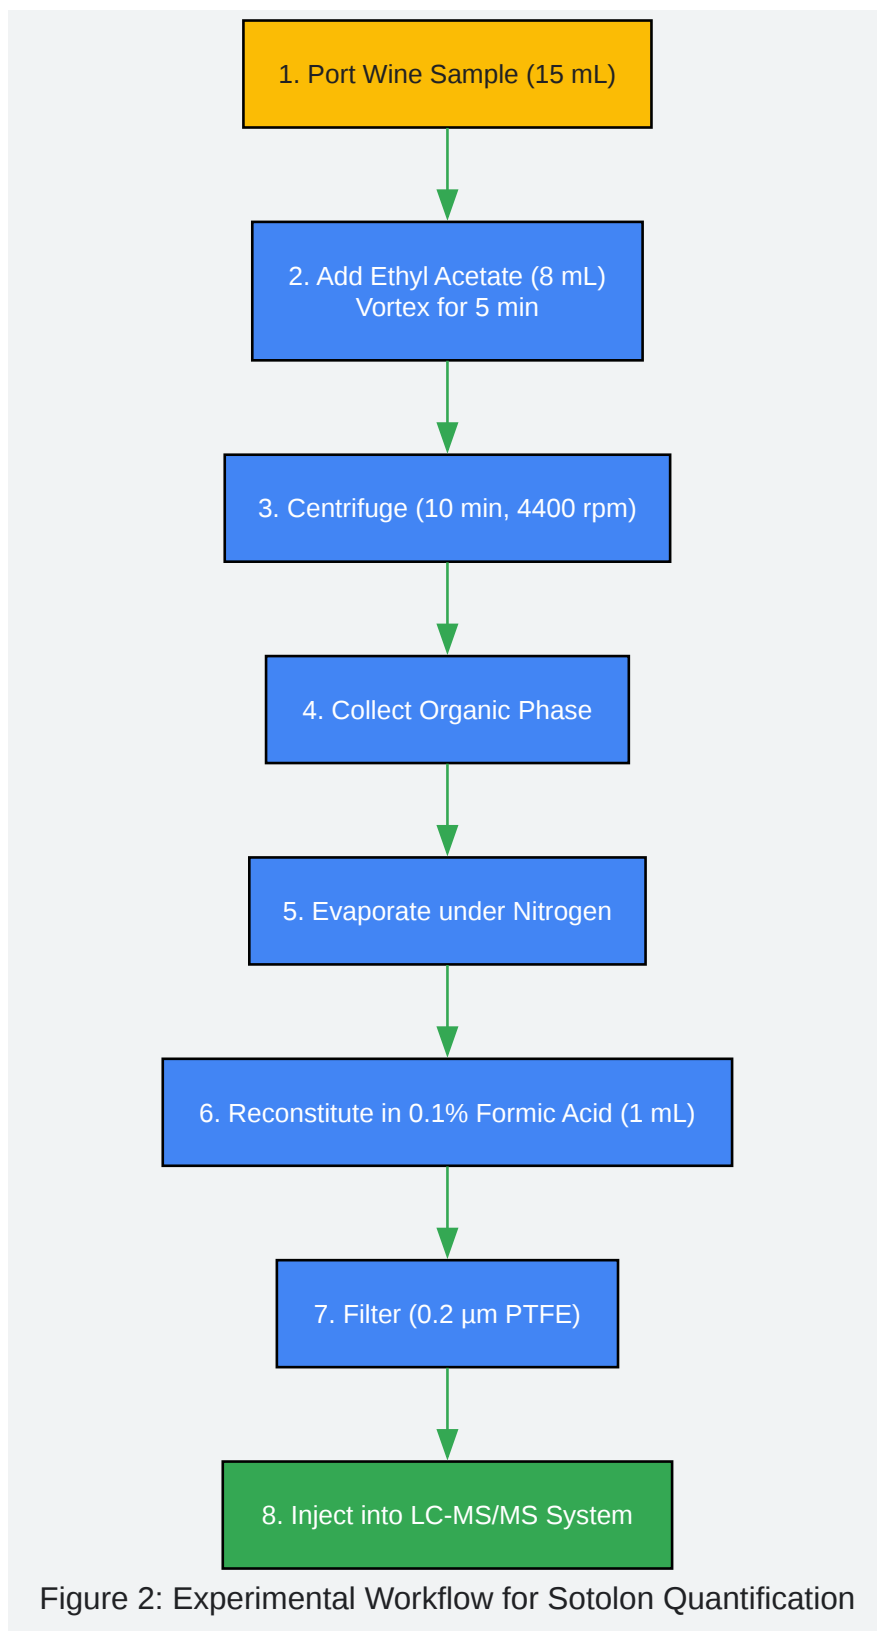 1. Port Wine Sample (15 mL)
2. Add Ethyl Acetate (8 mL)
Vortex for 5 min
3. Centrifuge (10 min, 4400 rpm)
4. Collect Organic Phase
5. Evaporate under Nitrogen
6. Reconstitute in 0.1% Formic Acid (1 mL)
7. Filter (0.2 µm PTFE)
8. Inject into LC-MS/MS System
Figure 2: Experimental Workflow for Sotolon Quantification